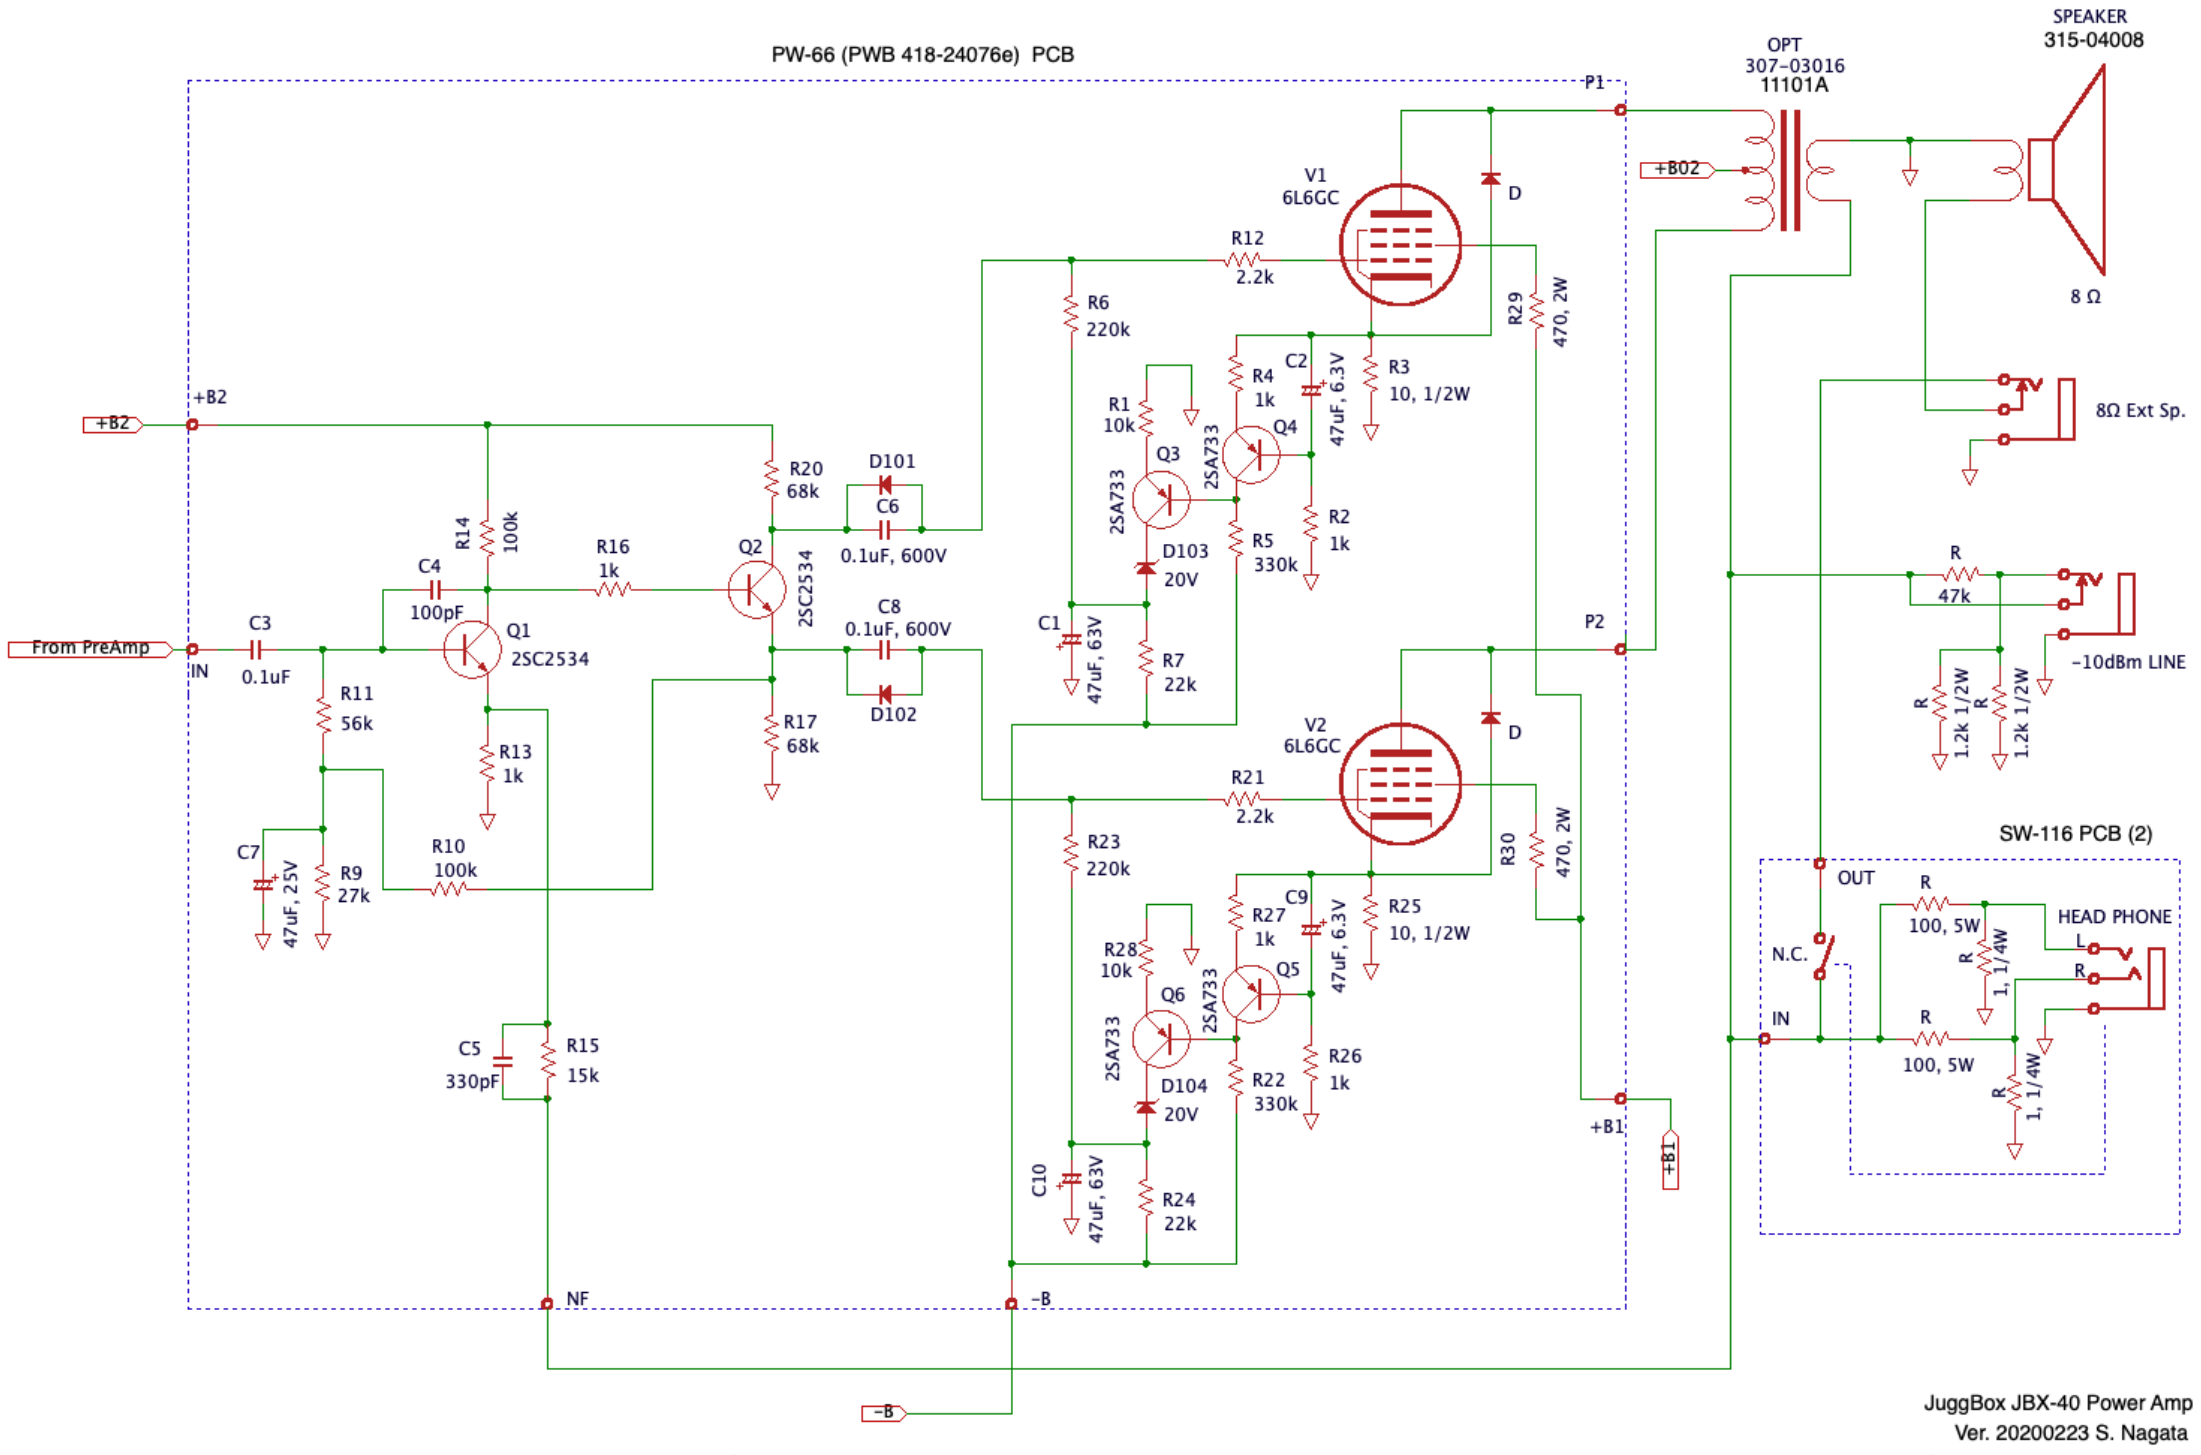 SPEAKER
315-04008
OPT
307-03016
11101A
PW-66 (PWB 418-24076e)  PCB
P1
+B02
V1
6L6GC
D
R12
2.2k
R6
220k
R29
470, 2W
8 Ω
C2
47uF, 6.3V
R3
10, 1/2W
R4
1k
R1
10k
Q4
2SA733
Q3
2SA733
8Ω Ext Sp.
+B2
+B2
D101
R20
68k
C6
0.1uF, 600V
R14
100k
R16
1k
Q2
2SC2534
R2
1k
R5
330k
D103
20V
C4
100pF
C8
0.1uF, 600V
R
47k
C3
0.1uF
Q1
2SC2534
From PreAmp
IN
C1
47uF, 63V
P2
R7
22k
-10dBm LINE
R
1.2k 1/2W
R
1.2k 1/2W
R11
56k
D102
R17
68k
V2
6L6GC
D
R13
1k
R21
2.2k
R23
220k
R30
470, 2W
SW-116 PCB (2)
C7
47uF, 25V
R9
27k
R10
100k
OUT
R
100, 5W
HEAD PHONE
L
R
R
1, 1/4W
N.C.
C9
47uF, 6.3V
R25
10, 1/2W
R27
1k
R28
10k
Q5
2SA733
Q6
2SA733
IN
R
100, 5W
R
1, 1/4W
C5
330pF
R15
15k
R26
1k
R22
330k
D104
20V
+B1
+B1
C10
47uF, 63V
R24
22k
NF
-B
-B
JuggBox JBX-40 Power Amp
Ver. 20200223 S. Nagata